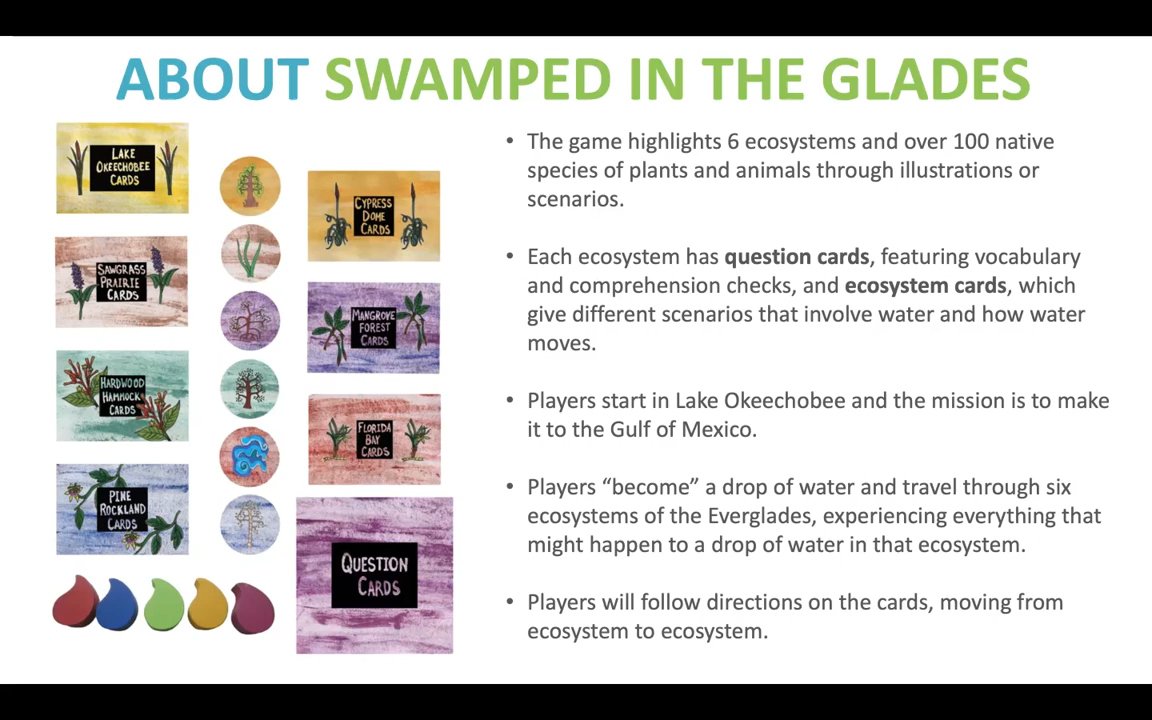 ABOUT SWAMPED IN THE GLADES
LAKE
OKEECHOBEE
CARDS
SAWGRASS
PRAIRIE
CARDS
HARDWOOD
HAMMOCK
CARDS
PINE
ROCKLAND
CARDS
CYPRESS
DOME
CARDS
MANGROVE
FOREST
CARDS
FLORIDA
BAY
CARDS
QUESTION
CARDS
• The game highlights 6 ecosystems and over 100 native
species of plants and animals through illustrations or
scenarios.
• Each ecosystem has question cards, featuring vocabulary
and comprehension checks, and ecosystem cards, which
give different scenarios that involve water and how water
moves.
• Players start in Lake Okeechobee and the mission is to make
it to the Gulf of Mexico.
• Players “become” a drop of water and travel through six
ecosystems of the Everglades, experiencing everything that
might happen to a drop of water in that ecosystem.
• Players will follow directions on the cards, moving from
ecosystem to ecosystem.